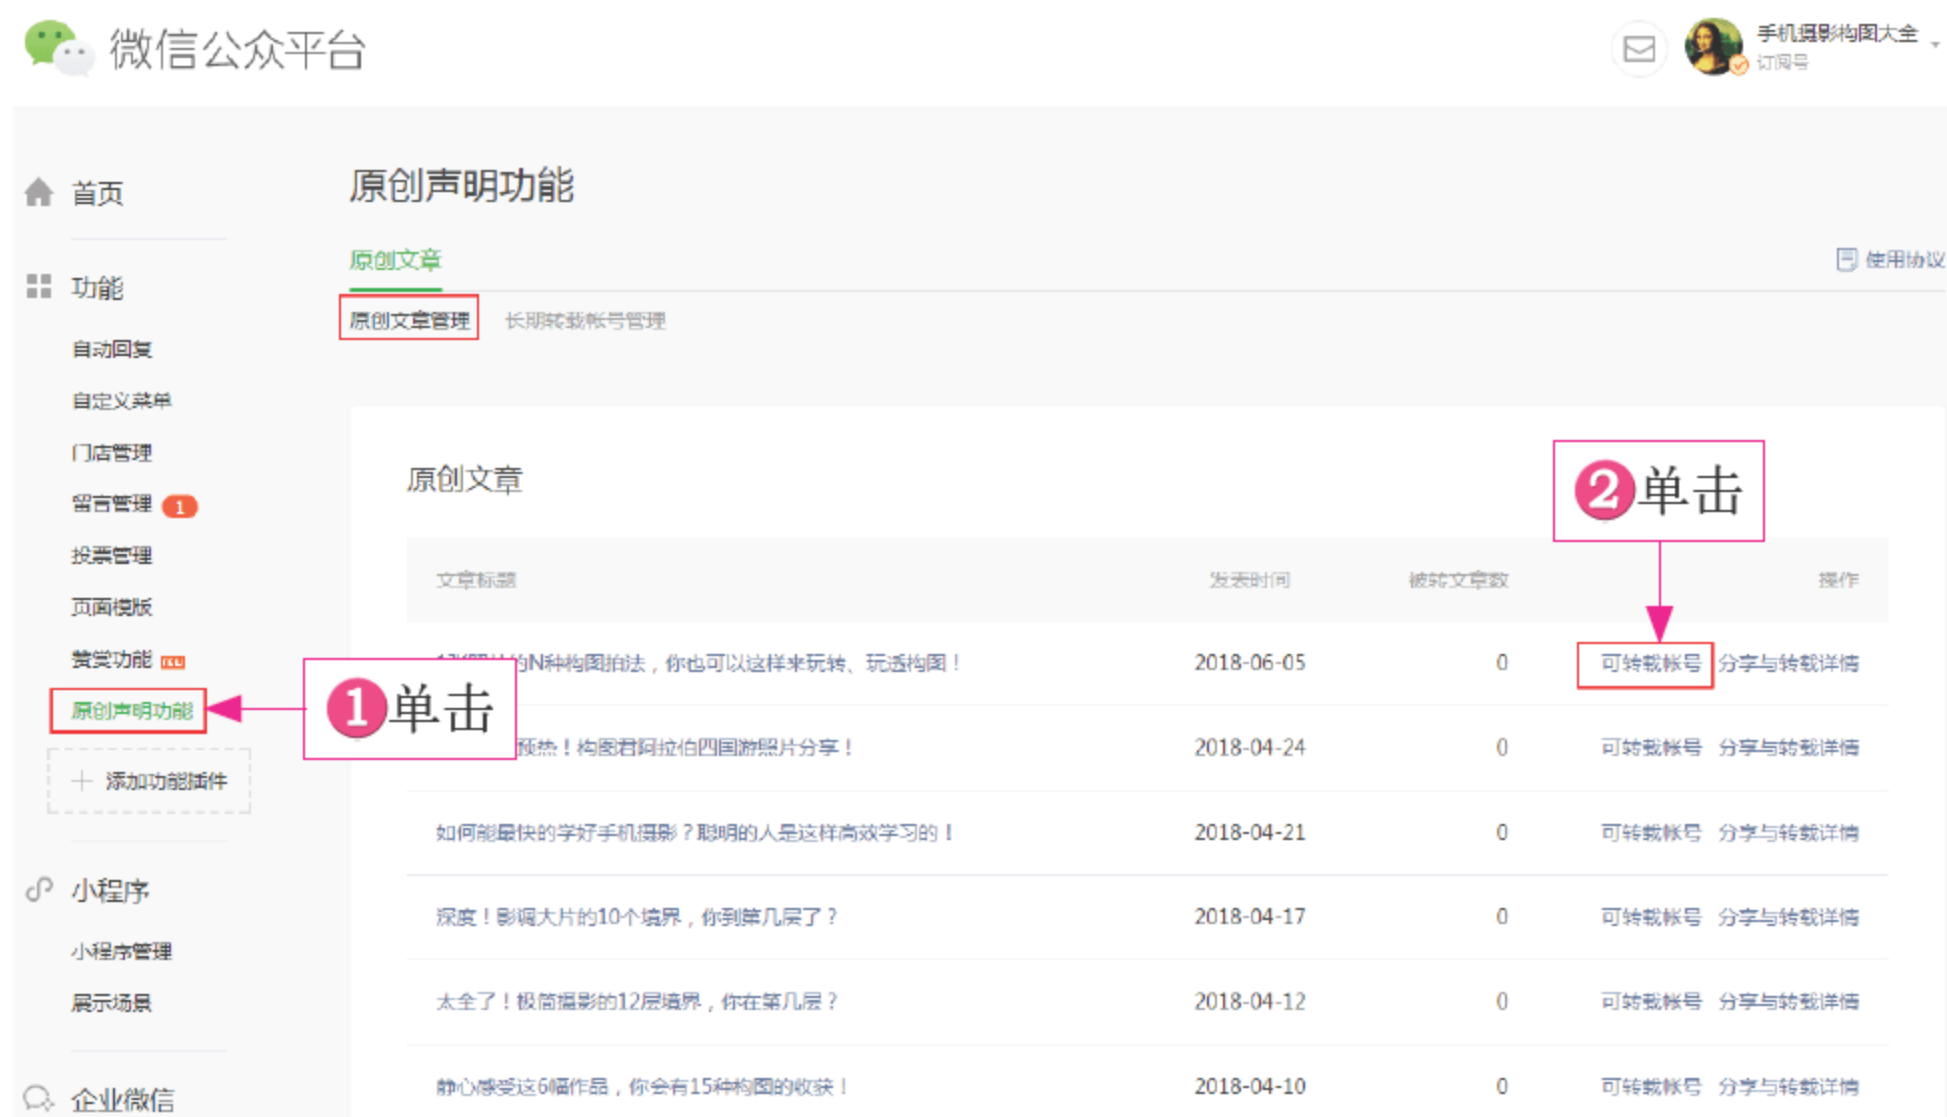 微信公众平台
手机摄影构图大全
订阅号
首页
功能
自动回复
自定义菜单
门店管理
留言管理 1
投票管理
页面模版
赞赏功能
原创声明功能
添加功能插件
小程序
小程序管理
展示场景
企业微信
原创声明功能
原创文章
使用协议
原创文章管理 长期转载帐号管理
原创文章
1单击
2单击
文章标题 发表时间 被转文章数 操作
的N种构图拍法，你也可以这样来玩转、玩透构图！ 2018-06-05 0 可转载帐号 分享与转载详情
预热！构图君阿拉伯四国游照片分享！ 2018-04-24 0 可转载帐号 分享与转载详情
如何能最快的学好手机摄影？聪明的人是这样高效学习的！ 2018-04-21 0 可转载帐号 分享与转载详情
深度！影调大片的10个境界，你到第几层了？ 2018-04-17 0 可转载帐号 分享与转载详情
太全了！极简摄影的12层境界，你在第几层？ 2018-04-12 0 可转载帐号 分享与转载详情
静心感受这6幅作品，你会有15种构图的收获！ 2018-04-10 0 可转载帐号 分享与转载详情